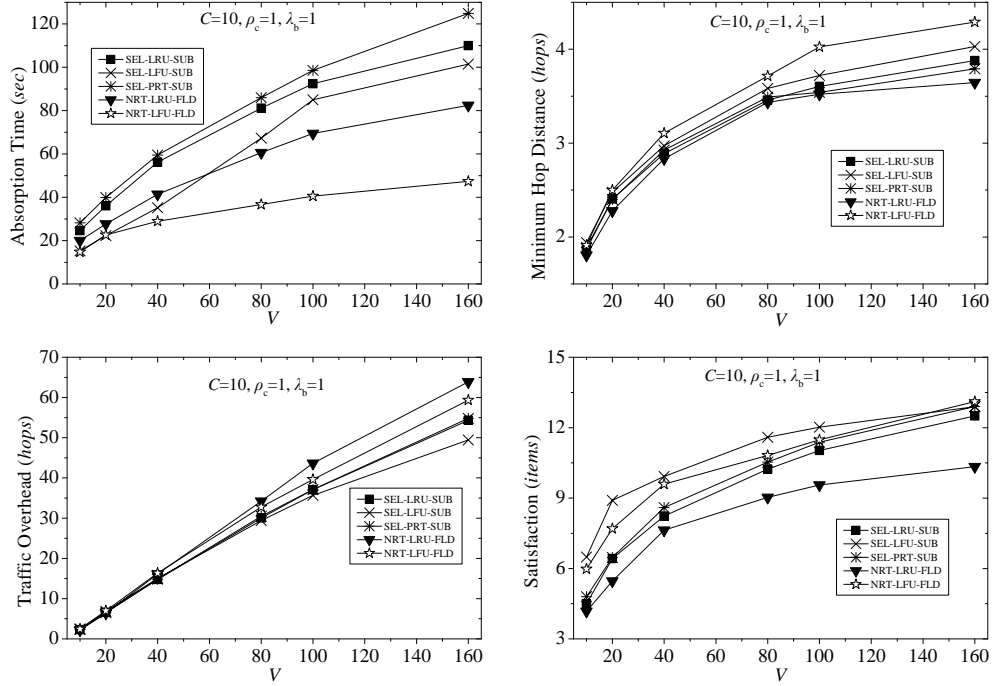 C=10, ρc=1, λb=1
Absorption Time (sec)
120
100
80
60
40
20
0
SEL-LRU-SUB
SEL-LFU-SUB
SEL-PRT-SUB
NRT-LRU-FLD
NRT-LFU-FLD
20 40 60 80 100 120 140 160
V
C=10, ρc=1, λb=1
Minimum Hop Distance (hops)
4
3
2
SEL-LRU-SUB
SEL-LFU-SUB
SEL-PRT-SUB
NRT-LRU-FLD
NRT-LFU-FLD
20 40 60 80 100 120 140 160
V
C=10, ρc=1, λb=1
Traffic Overhead (hops)
70
60
50
40
30
20
10
0
SEL-LRU-SUB
SEL-LFU-SUB
SEL-PRT-SUB
NRT-LRU-FLD
NRT-LFU-FLD
20 40 60 80 100 120 140 160
V
C=10, ρc=1, λb=1
Satisfaction (items)
15
12
9
6
3
SEL-LRU-SUB
SEL-LFU-SUB
SEL-PRT-SUB
NRT-LRU-FLD
NRT-LFU-FLD
20 40 60 80 100 120 140 160
V